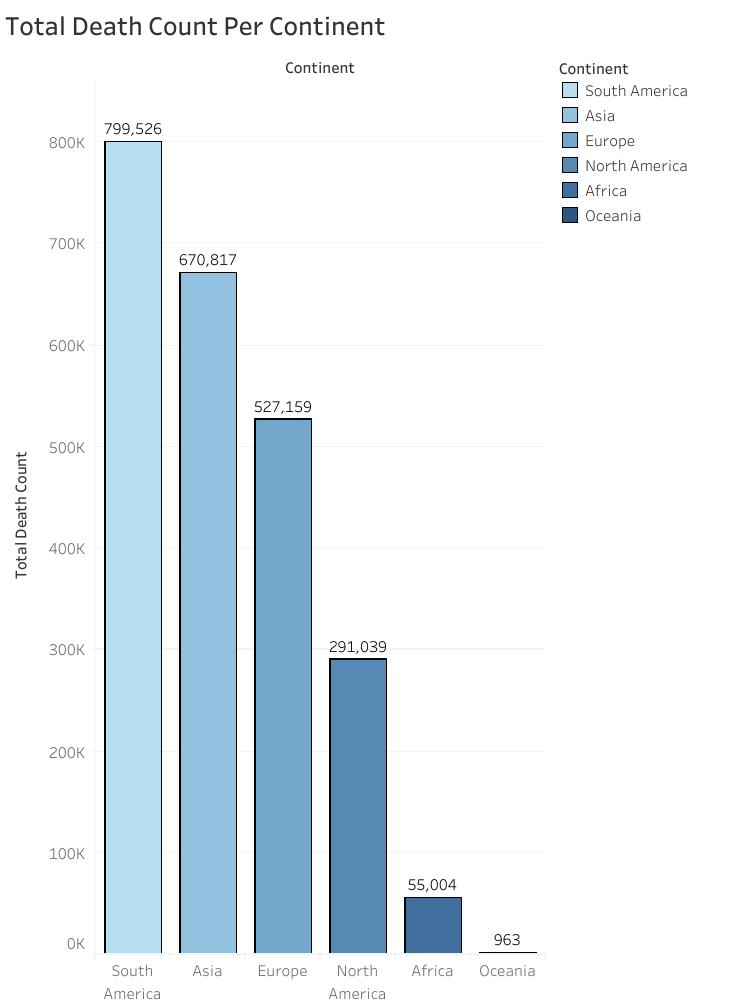 Total Death Count Per Continent
Continent
Continent
South America
Asia
Europe
North America
Africa
Oceania
Total Death Count
800K
700K
600K
500K
400K
300K
200K
100K
0K
799,526
670,817
527,159
291,039
55,004
963
South
America
Asia
Europe
North
America
Africa
Oceania